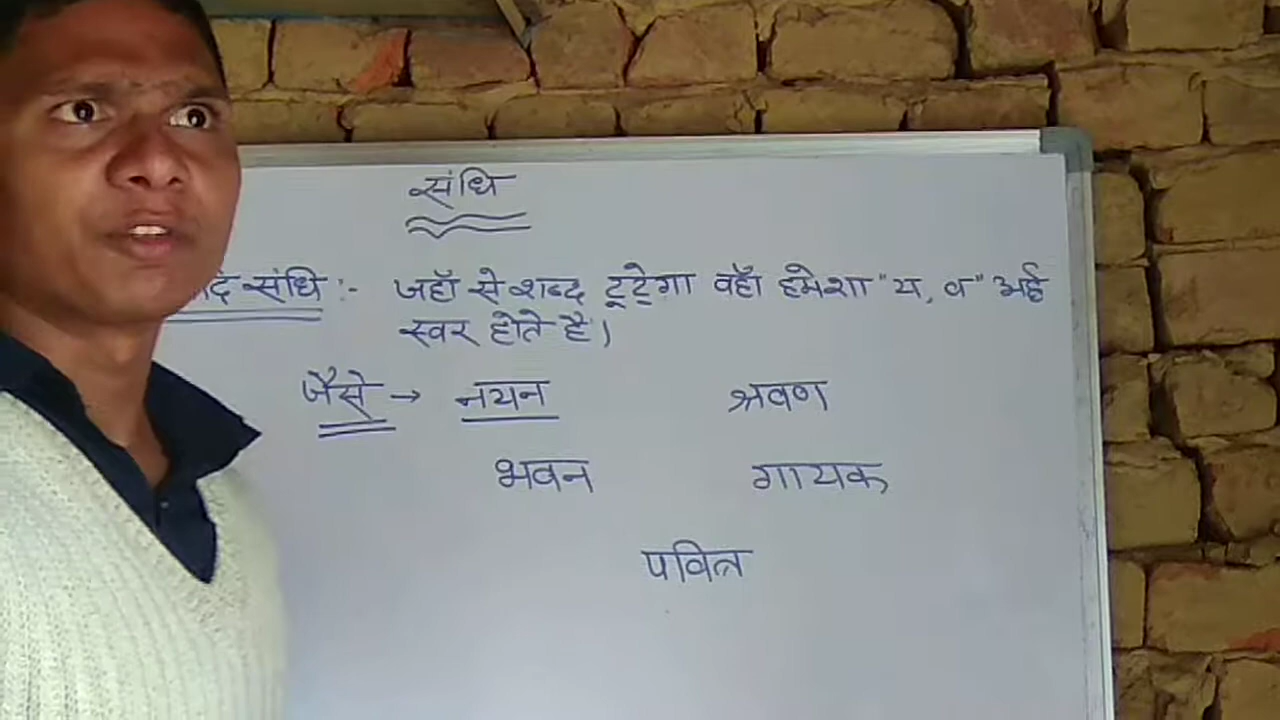 संधि
संधि :- जहाँ से शब्द टूटेगा वहाँ हमेशा "य, व" अर्द्ध
स्वर होते है।
जैसे → नयन श्रवण
भवन गायक
पवित्र